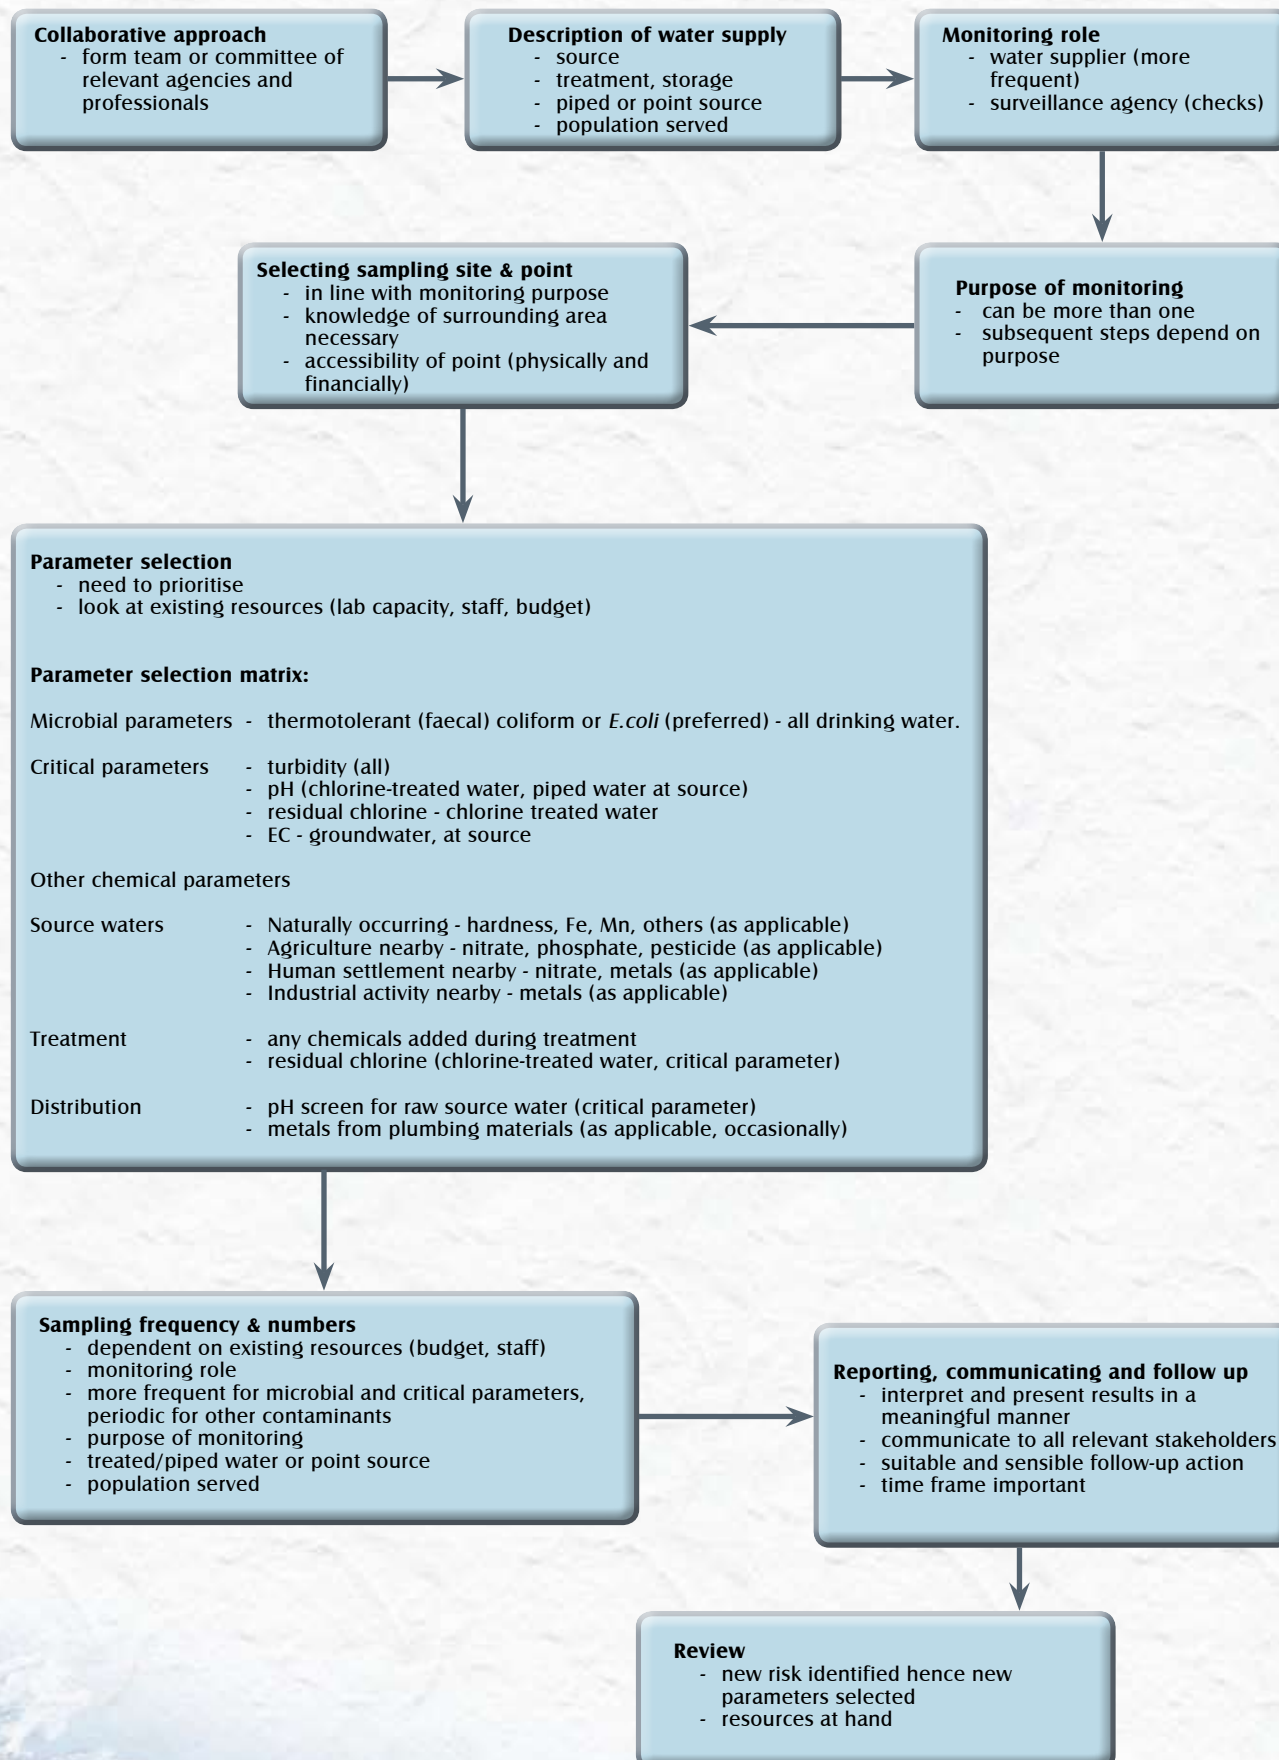 Collaborative approach
- form team or committee of
relevant agencies and
professionals
Description of water supply
- source
- treatment, storage
- piped or point source
- population served
Monitoring role
- water supplier (more
frequent)
- surveillance agency (checks)
Purpose of monitoring
- can be more than one
- subsequent steps depend on
purpose
Selecting sampling site & point
- in line with monitoring purpose
- knowledge of surrounding area
necessary
- accessibility of point (physically and
financially)
Parameter selection
- need to prioritise
- look at existing resources (lab capacity, staff, budget)
Parameter selection matrix:
Microbial parameters - thermotolerant (faecal) coliform or E.coli (preferred) - all drinking water.
Critical parameters - turbidity (all)
- pH (chlorine-treated water, piped water at source)
- residual chlorine - chlorine treated water
- EC - groundwater, at source
Other chemical parameters
Source waters - Naturally occurring - hardness, Fe, Mn, others (as applicable)
- Agriculture nearby - nitrate, phosphate, pesticide (as applicable)
- Human settlement nearby - nitrate, metals (as applicable)
- Industrial activity nearby - metals (as applicable)
Treatment - any chemicals added during treatment
- residual chlorine (chlorine-treated water, critical parameter)
Distribution - pH screen for raw source water (critical parameter)
- metals from plumbing materials (as applicable, occasionally)
Sampling frequency & numbers
- dependent on existing resources (budget, staff)
- monitoring role
- more frequent for microbial and critical parameters,
periodic for other contaminants
- purpose of monitoring
- treated/piped water or point source
- population served
Reporting, communicating and follow up
- interpret and present results in a
meaningful manner
- communicate to all relevant stakeholders
- suitable and sensible follow-up action
- time frame important
Review
- new risk identified hence new
parameters selected
- resources at hand